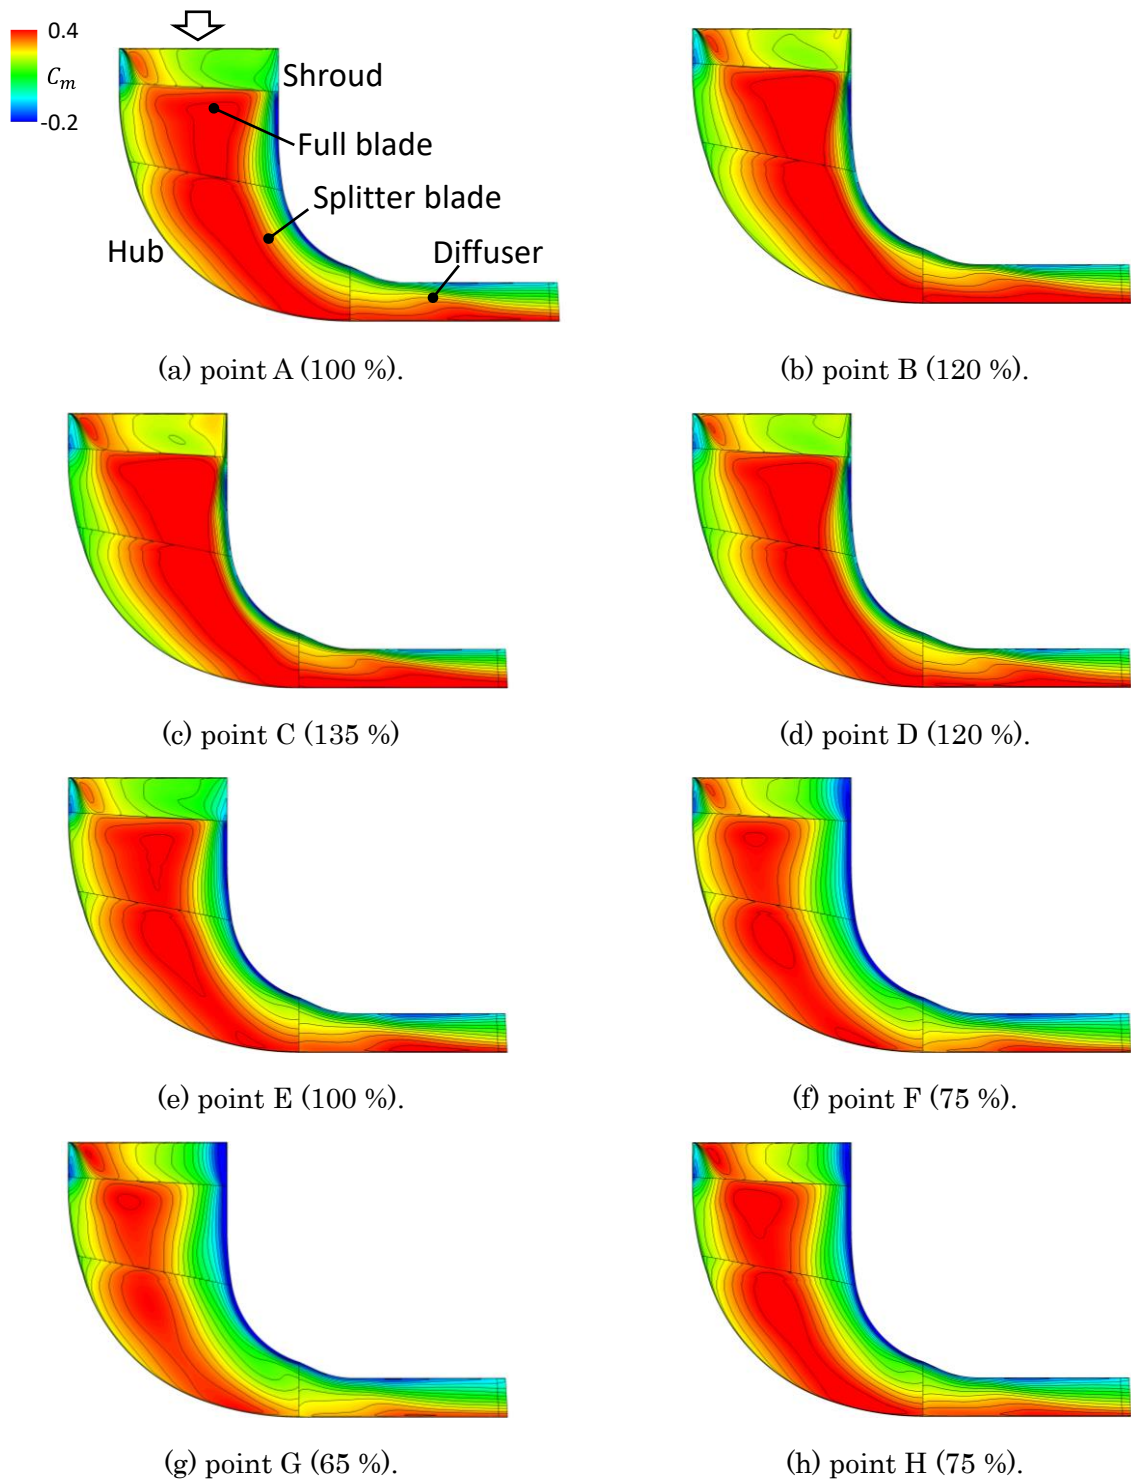 0.4
C_m
-0.2
Shroud
Full blade
Splitter blade
Hub
Diffuser
(a) point A (100 %).
(b) point B (120 %).
(c) point C (135 %)
(d) point D (120 %).
(e) point E (100 %).
(f) point F (75 %).
(g) point G (65 %).
(h) point H (75 %).